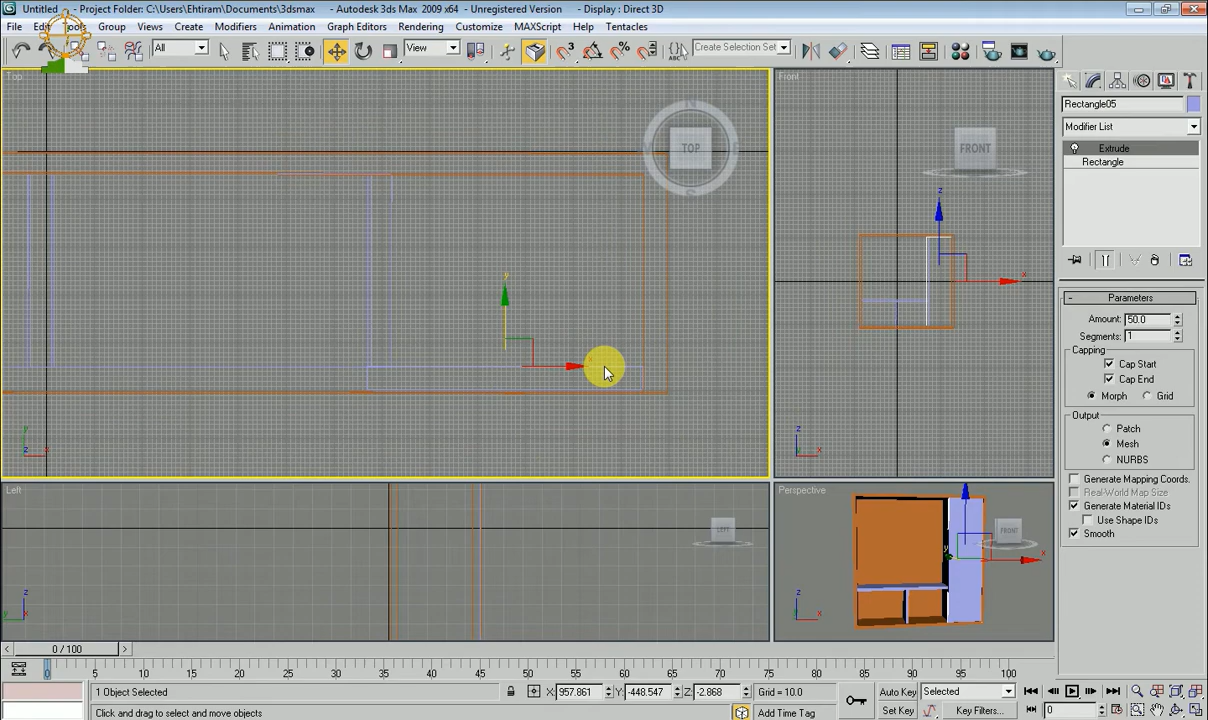 Untitled - Project Folder: C:\Users\Ehtiram\Documents\3dsmax - Autodesk 3ds Max 2009 x64 - Unregistered Version - Display : Direct 3D
File Edit Tools Group Views Create Modifiers Animation Graph Editors Rendering Customize MAXScript Help Tentacles
All View Create Selection Set
Top
TOP
Front
FRONT
z
x
y
x
Rectangle05
Modifier List
Extrude
Rectangle
Parameters
Amount: 50.0
Segments: 1
Capping
Cap Start
Cap End
Morph Grid
Output
Patch
Mesh
NURBS
Generate Mapping Coords.
Real-World Map Size
Generate Material IDs
Use Shape IDs
Smooth
y
z x
z
x
Left
LEFT
z
y x
Perspective
FRONT
y
x
z
x
0 / 100
0 5 10 15 20 25 30 35 40 45 50 55 60 65 70 75 80 85 90 95 100
1 Object Selected X: 957.861 Y: -448.547 Z: -2.868 Grid = 10.0 Auto Key Selected
Click and drag to select and move objects Add Time Tag Set Key Key Filters... 0